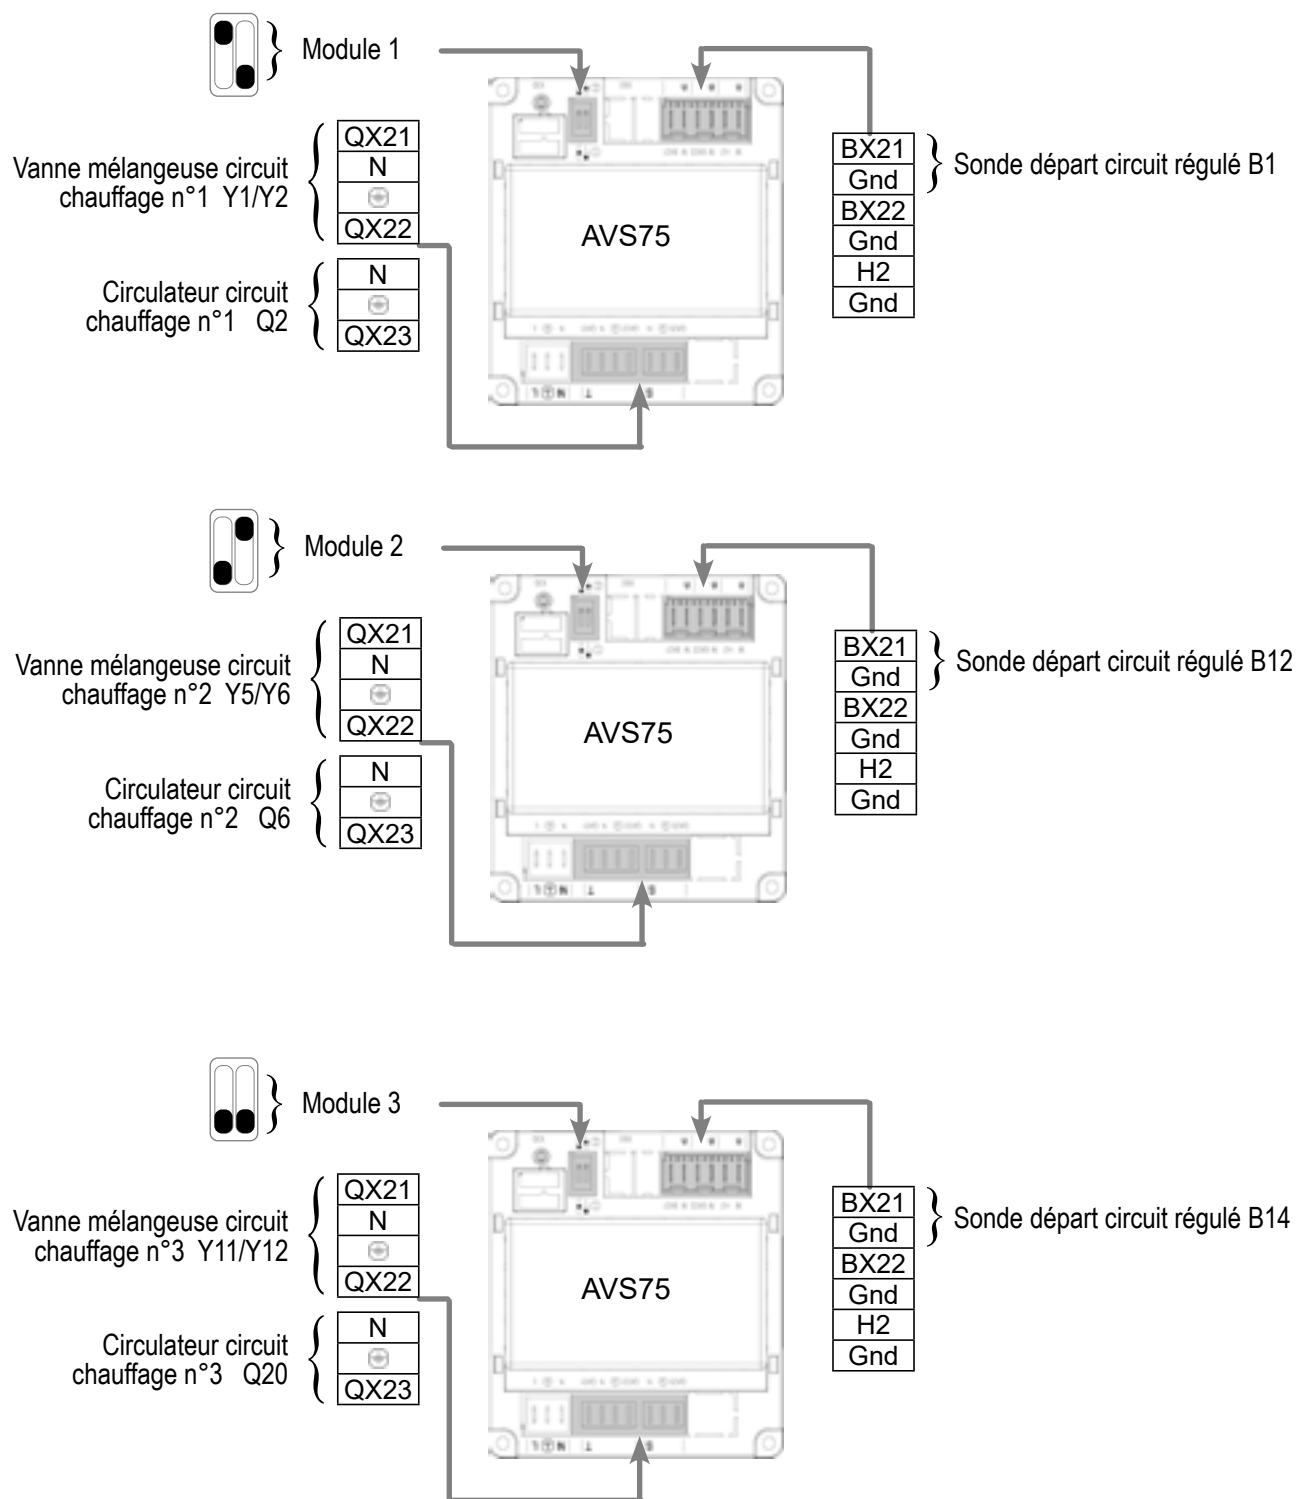 Module 1
QX21
N
QX22
Vanne mélangeuse circuit
chauffage n°1 Y1/Y2
N
QX23
Circulateur circuit
chauffage n°1 Q2
AVS75
BX21
Gnd
BX22
Gnd
H2
Gnd
Sonde départ circuit régulé B1
Module 2
QX21
N
QX22
Vanne mélangeuse circuit
chauffage n°2 Y5/Y6
N
QX23
Circulateur circuit
chauffage n°2 Q6
AVS75
BX21
Gnd
BX22
Gnd
H2
Gnd
Sonde départ circuit régulé B12
Module 3
QX21
N
QX22
Vanne mélangeuse circuit
chauffage n°3 Y11/Y12
N
QX23
Circulateur circuit
chauffage n°3 Q20
AVS75
BX21
Gnd
BX22
Gnd
H2
Gnd
Sonde départ circuit régulé B14